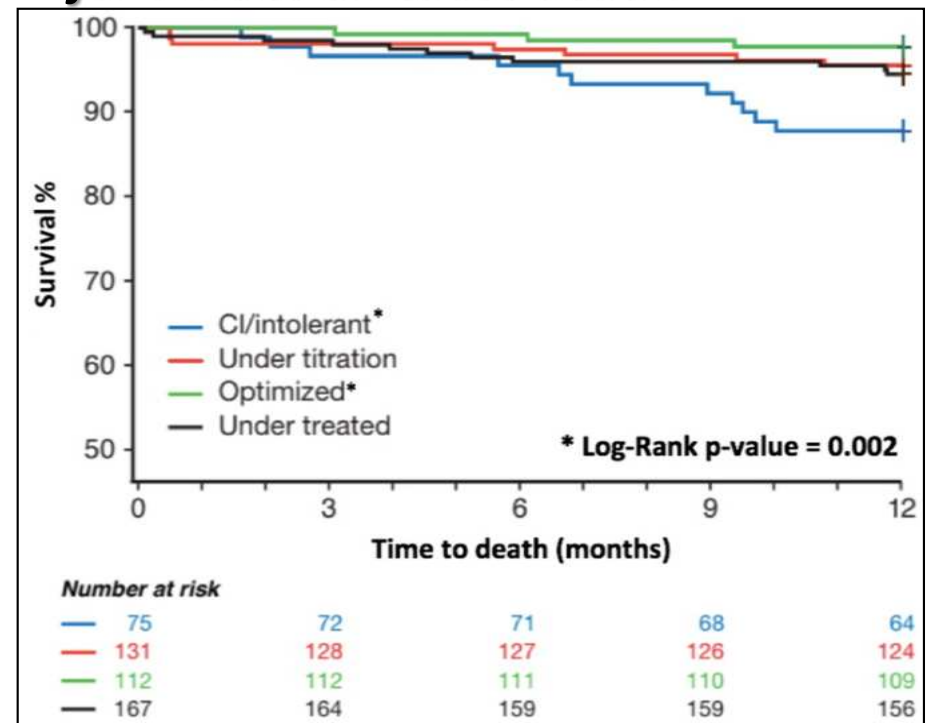 100
90
80
70
60
50
Survival %
CI/intolerant*
Under titration
Optimized*
Under treated
* Log-Rank p-value = 0.002
0 3 6 9 12
Time to death (months)
Number at risk
75 72 71 68 64
131 128 127 126 124
112 112 111 110 109
167 164 159 159 156